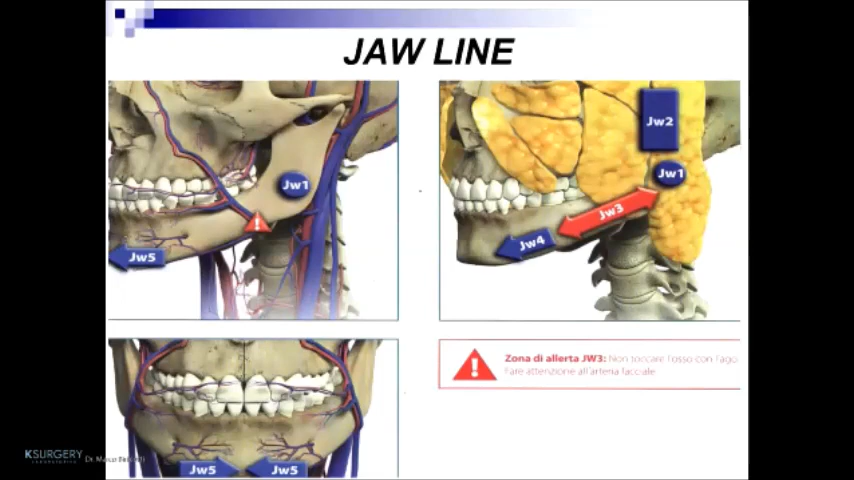 JAW LINE
Jw1
!
Jw5
Jw2
Jw1
Jw3
Jw4
Zona di allerta JW3: Non toccare l'osso con l'ago.
Fare attenzione all'arteria facciale.
Jw5
Jw5
KSURGERY
Dr.